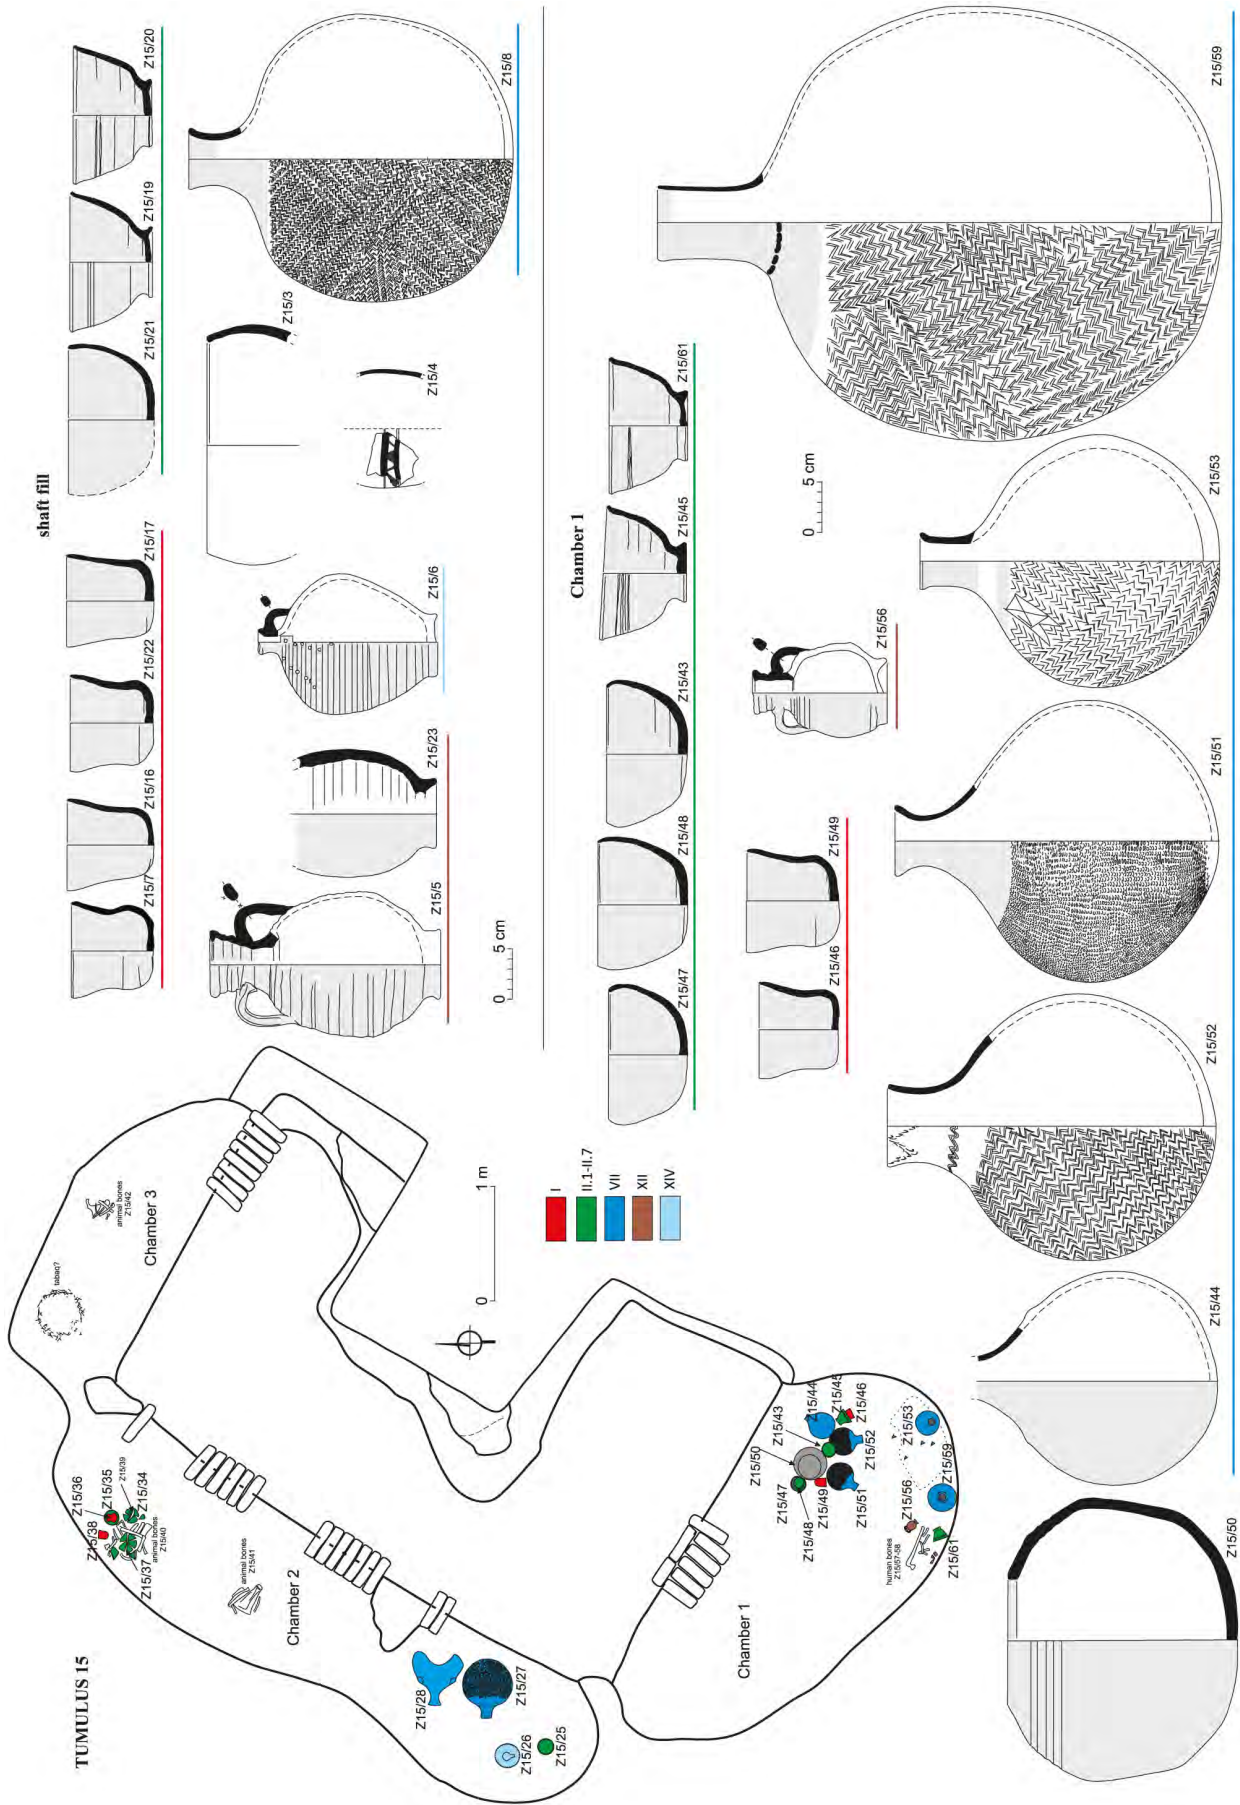 TUMULUS 15
Chamber 3
animal bones
Z15/42
tabaq?
Z15/36
Z15/35
Z15/39
Z15/34
Z15/38
Z15/37
animal bones
Z15/40
animal bones
Z15/41
Chamber 2
Z15/28
Z15/27
Z15/26
Z15/25
Chamber 1
Z15/43
Z15/44
Z15/45
Z15/46
Z15/50
Z15/47
Z15/52
Z15/49
Z15/48
Z15/51
Z15/53
Z15/59
Z15/56
human bones
Z15/57-58
Z15/61
0 1 m
I
II.1-II.7
VII
XII
XIV
shaft fill
Z15/7
Z15/16
Z15/22
Z15/17
Z15/21
Z15/19
Z15/20
Z15/5
Z15/23
Z15/6
Z15/4
Z15/3
Z15/8
0 5 cm
Chamber 1
Z15/47
Z15/48
Z15/43
Z15/45
Z15/61
Z15/46
Z15/49
Z15/56
0 5 cm
Z15/50
Z15/44
Z15/52
Z15/51
Z15/53
Z15/59